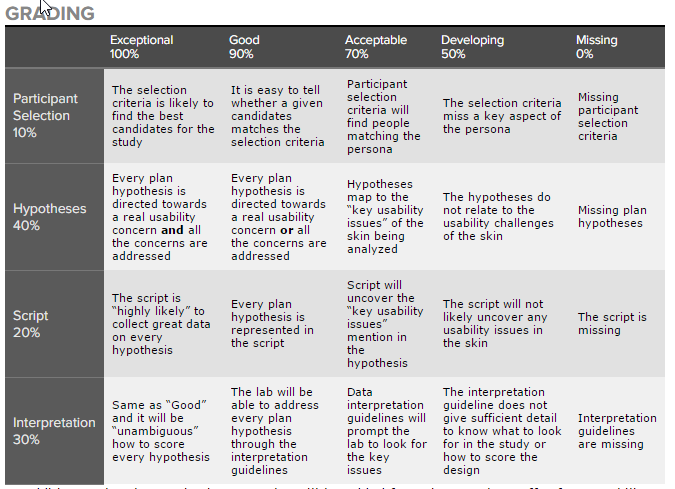 GRADING
Exceptional
100%
Good
90%
Acceptable
70%
Developing
50%
Missing
0%
Participant
Selection
10%
The selection
criteria is likely to
find the best
candidates for the
study
It is easy to tell
whether a given
candidates
matches the
selection criteria
Participant
selection
criteria will
find people
matching the
persona
The selection criteria
miss a key aspect of
the persona
Missing
participant
selection
criteria
Hypotheses
40%
Every plan
hypothesis is
directed towards
a real usability
concern and all
the concerns are
addressed
Every plan
hypothesis is
directed towards
a real usability
concern or all
the concerns are
addressed
Hypotheses
map to the
“key usability
issues” of the
skin being
analyzed
The hypotheses do
not relate to the
usability challenges
of the skin
Missing plan
hypotheses
Script
20%
The script is
“highly likely” to
collect great data
on every
hypothesis
Every plan
hypothesis is
represented in
the script
Script will
uncover the
“key usability
issues”
mention in
the
hypothesis
The script will not
likely uncover any
usability issues in
the skin
The script is
missing
Interpretation
30%
Same as “Good”
and it will be
“unambiguous”
how to score
every hypothesis
The lab will be
able to address
every plan
hypothesis
through the
interpretation
guidelines
Data
interpretation
guidelines will
prompt the
lab to look for
the key
issues
The interpretation
guideline does not
give sufficient detail
to know what to look
for in the study or
how to score the
design
Interpretation
guidelines
are missing